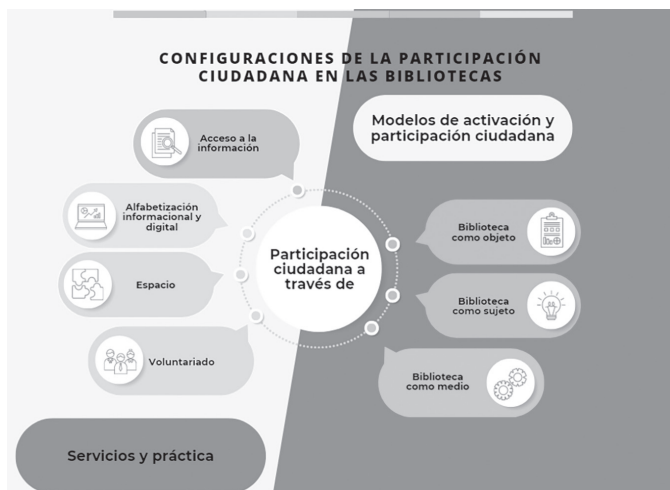 CONFIGURACIONES DE LA PARTICIPACIÓN
CIUDADANA EN LAS BIBLIOTECAS
Modelos de activación y
participación ciudadana
Acceso a la
información
Alfabetización
informacional y
digital
Espacio
Voluntariado
Participación
ciudadana a
través de
Biblioteca
como objeto
Biblioteca
como sujeto
Biblioteca
como medio
Servicios y práctica